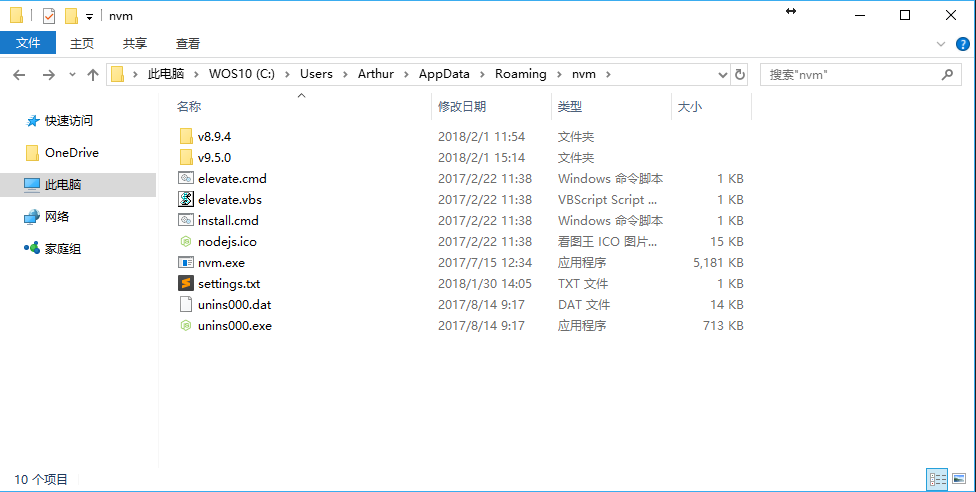 nvm
文件 主页 共享 查看
此电脑 WOS10 (C:) Users Arthur AppData Roaming nvm 搜索"nvm"
名称 修改日期 类型 大小
快速访问
OneDrive
此电脑
网络
家庭组
v8.9.4 2018/2/1 11:54 文件夹
v9.5.0 2018/2/1 15:14 文件夹
elevate.cmd 2017/2/22 11:38 Windows 命令脚本 1 KB
elevate.vbs 2017/2/22 11:38 VBScript Script ... 1 KB
install.cmd 2017/2/22 11:38 Windows 命令脚本 1 KB
nodejs.ico 2017/2/22 11:38 看图王 ICO 图片... 15 KB
nvm.exe 2017/7/15 12:34 应用程序 5,181 KB
settings.txt 2018/1/30 14:05 TXT 文件 1 KB
unins000.dat 2017/8/14 9:17 DAT 文件 14 KB
unins000.exe 2017/8/14 9:17 应用程序 713 KB
10 个项目